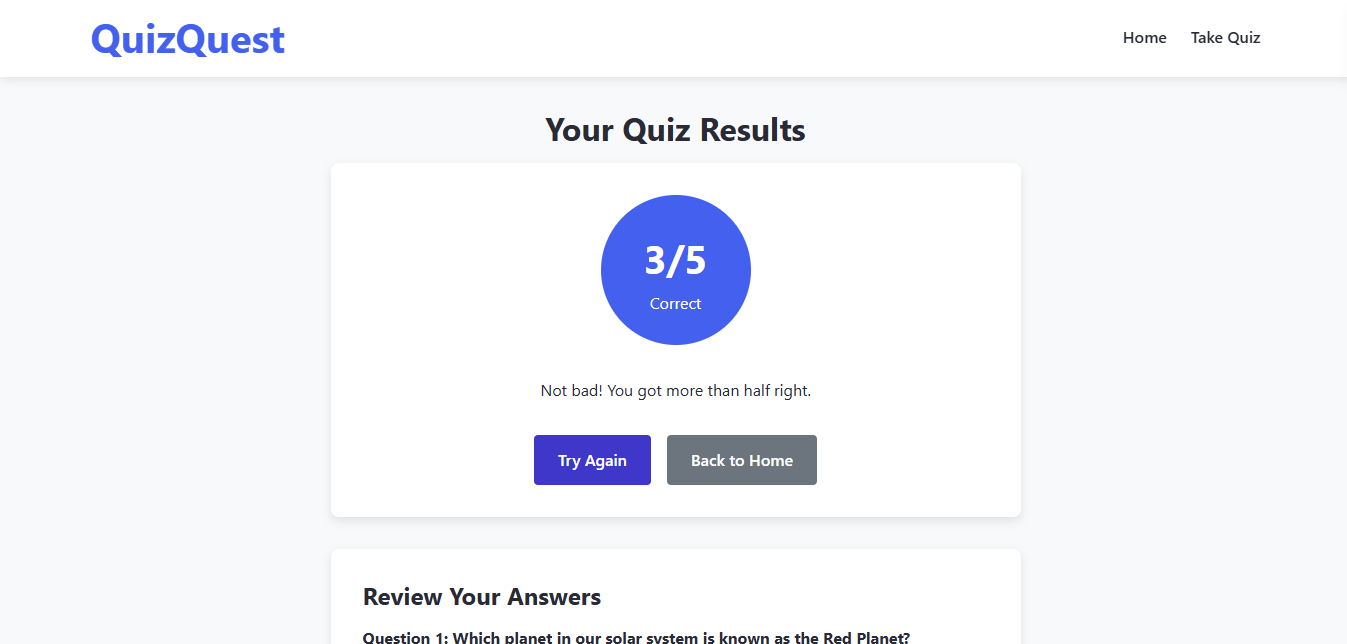 QuizQuest
Home Take Quiz
Your Quiz Results
3/5
Correct
Not bad! You got more than half right.
Try Again Back to Home
Review Your Answers
Question 1: Which planet in our solar system is known as the Red Planet?